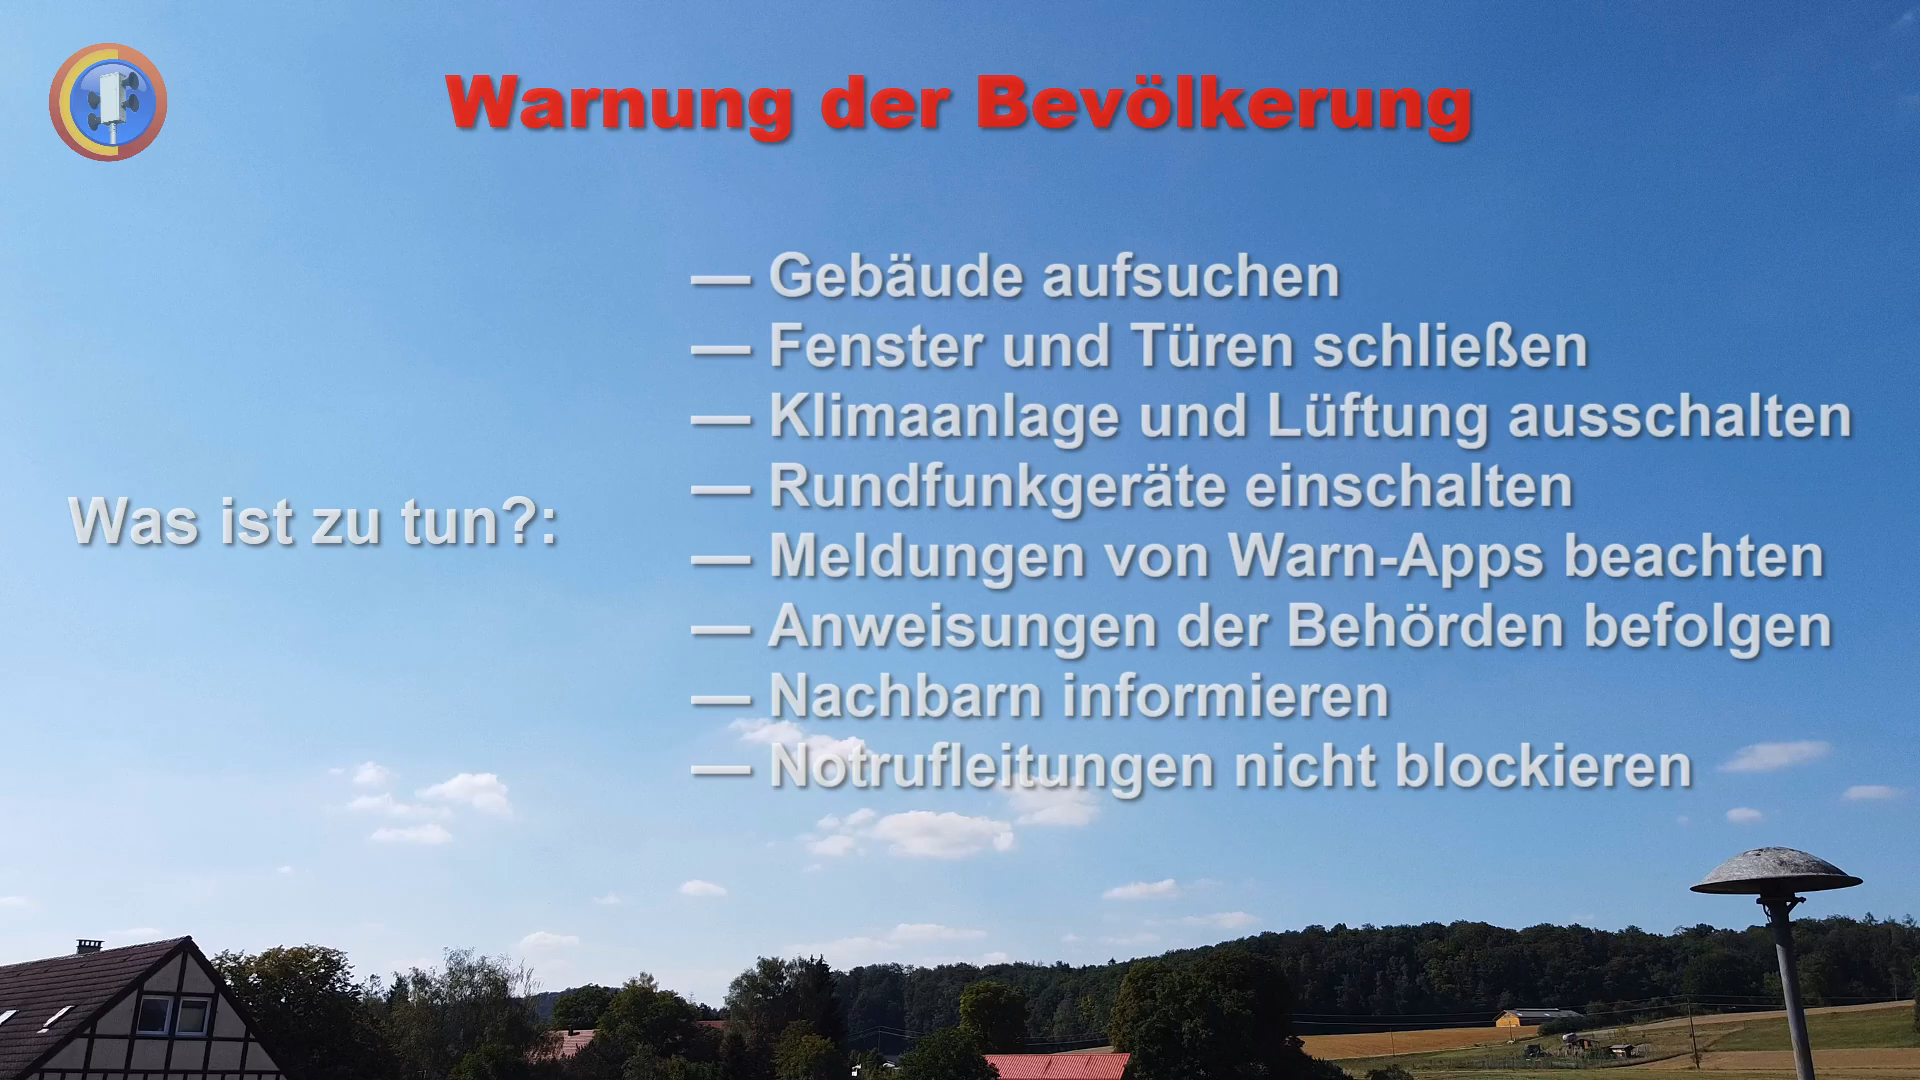 Warnung der Bevölkerung
Was ist zu tun?:
— Gebäude aufsuchen
— Fenster und Türen schließen
— Klimaanlage und Lüftung ausschalten
— Rundfunkgeräte einschalten
— Meldungen von Warn-Apps beachten
— Anweisungen der Behörden befolgen
— Nachbarn informieren
— Notrufleitungen nicht blockieren